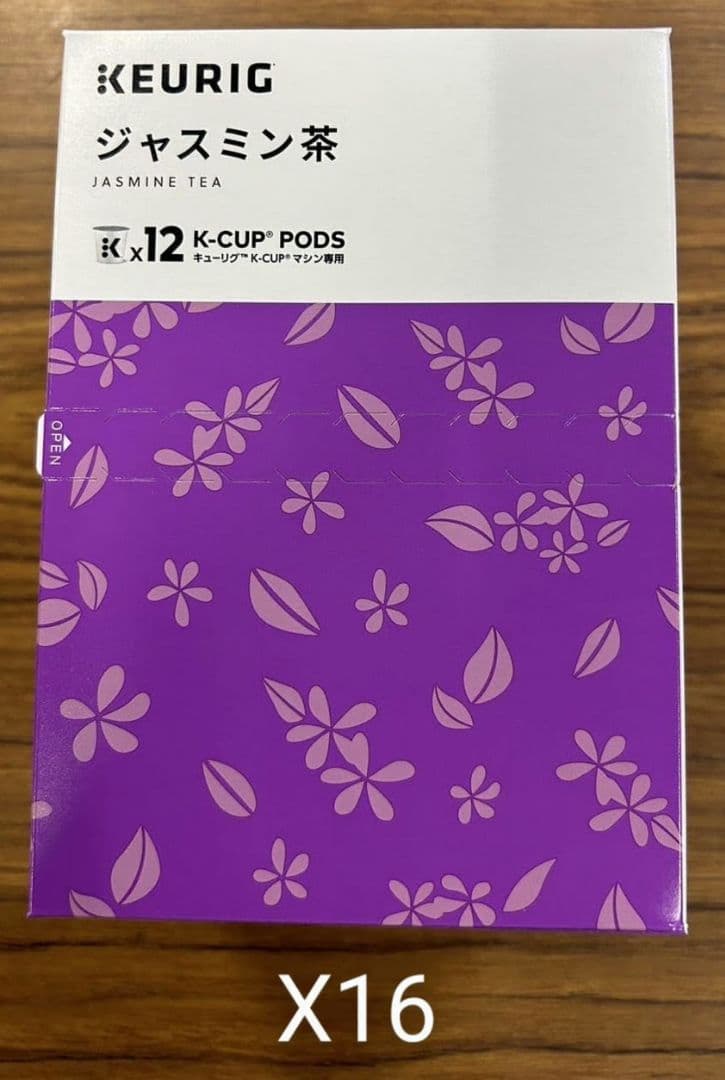 KEURIG
ジャスミン茶
JASMINE TEA
K x12 K-CUP® PODS
キューリグ™ K-CUP® マシン専用
OPEN
X16